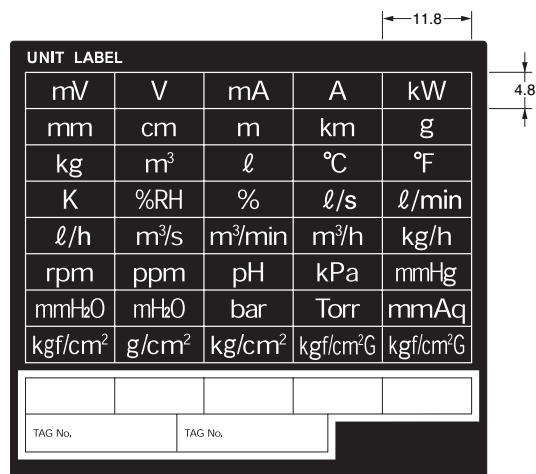 11.8
UNIT LABEL
4.8
mV V mA A kW
mm cm m km g
kg m³ ℓ °C °F
K %RH % ℓ/s ℓ/min
ℓ/h m³/s m³/min m³/h kg/h
rpm ppm pH kPa mmHg
mmH₂O mH₂O bar Torr mmAq
kgf/cm² g/cm² kg/cm² kgf/cm²G kgf/cm²G
TAG No. TAG No.